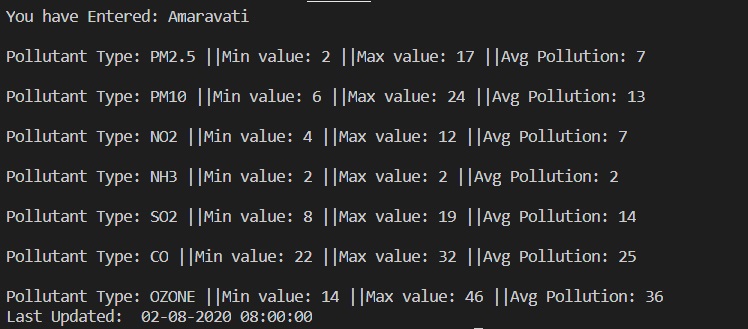 You have Entered: Amaravati
Pollutant Type: PM2.5 ||Min value: 2 ||Max value: 17 ||Avg Pollution: 7
Pollutant Type: PM10 ||Min value: 6 ||Max value: 24 ||Avg Pollution: 13
Pollutant Type: NO2 ||Min value: 4 ||Max value: 12 ||Avg Pollution: 7
Pollutant Type: NH3 ||Min value: 2 ||Max value: 2 ||Avg Pollution: 2
Pollutant Type: SO2 ||Min value: 8 ||Max value: 19 ||Avg Pollution: 14
Pollutant Type: CO ||Min value: 22 ||Max value: 32 ||Avg Pollution: 25
Pollutant Type: OZONE ||Min value: 14 ||Max value: 46 ||Avg Pollution: 36
Last Updated:  02-08-2020 08:00:00